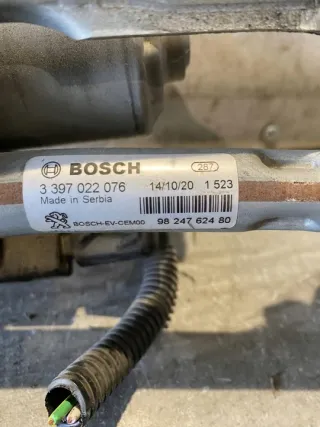 BOSCH 287
3 397 022 076 14/10/20 1 523
Made in Serbia
BOSCH-EV-CEM00 98 247 624 80